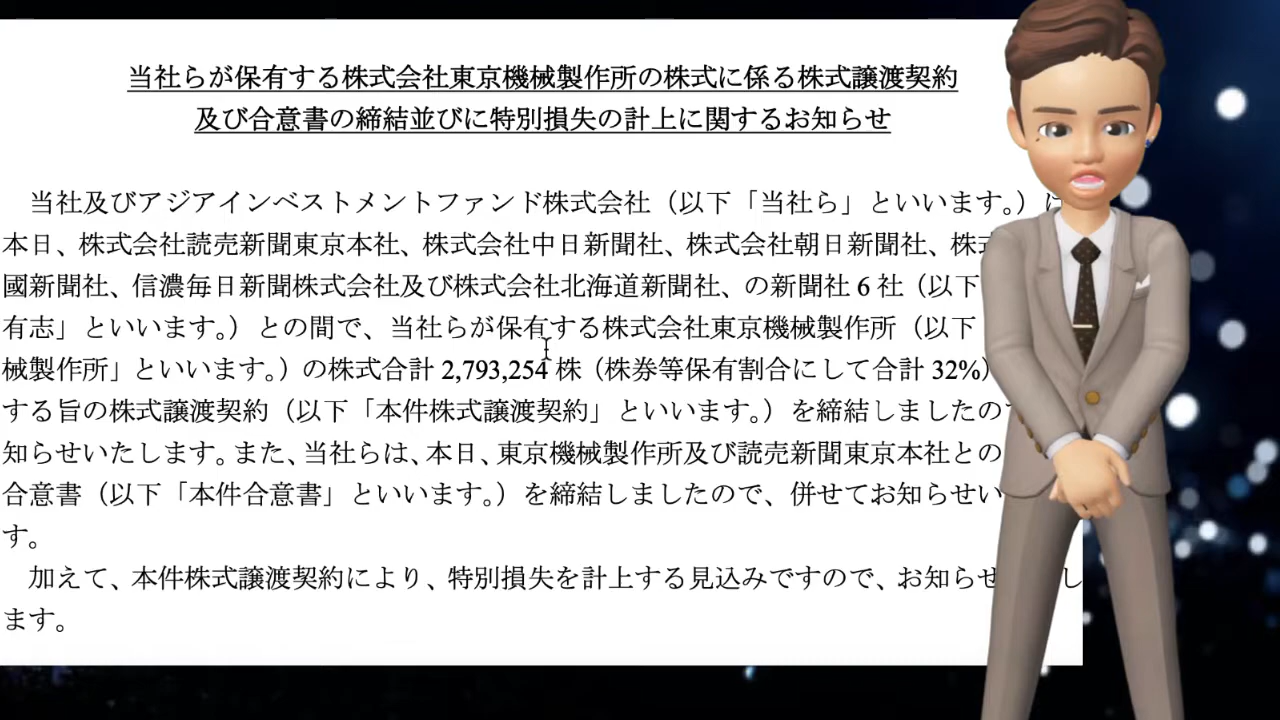 当社らが保有する株式会社東京機械製作所の株式に係る株式譲渡契約
及び合意書の締結並びに特別損失の計上に関するお知らせ
当社及びアジアインベストメントファンド株式会社（以下「当社ら」といいます。）は
本日、株式会社読売新聞東京本社、株式会社中日新聞社、株式会社朝日新聞社、株式
國新聞社、信濃毎日新聞株式会社及び株式会社北海道新聞社、の新聞社 6 社（以下
有志」といいます。）との間で、当社らが保有する株式会社東京機械製作所（以下
械製作所」といいます。）の株式合計 2,793,254 株（株券等保有割合にして合計 32%）
する旨の株式譲渡契約（以下「本件株式譲渡契約」といいます。）を締結しましたので
知らせいたします。また、当社らは、本日、東京機械製作所及び読売新聞東京本社との
合意書（以下「本件合意書」といいます。）を締結しましたので、併せてお知らせい
す。
加えて、本件株式譲渡契約により、特別損失を計上する見込みですので、お知らせ し
ます。